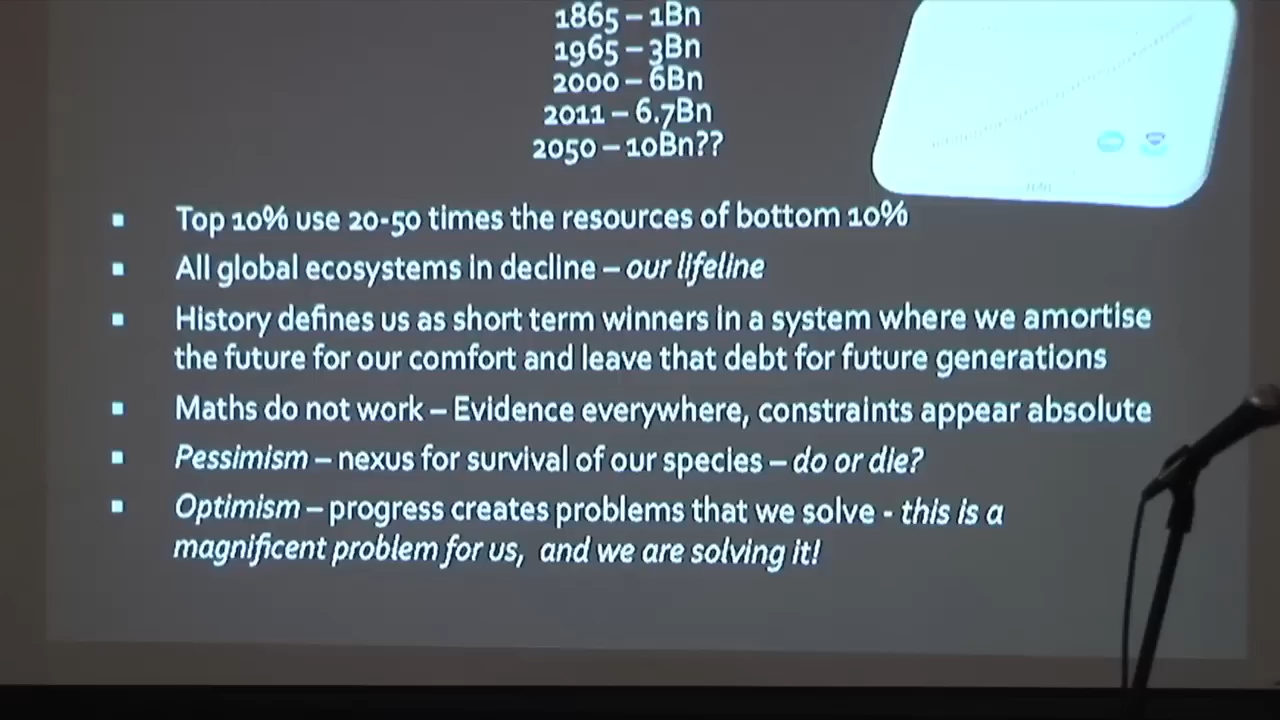 1865 – 1Bn
1965 – 3Bn
2000 – 6Bn
2011 – 6.7Bn
2050 – 10Bn??
Top 10% use 20-50 times the resources of bottom 10%
All global ecosystems in decline – our lifeline
History defines us as short term winners in a system where we amortise
the future for our comfort and leave that debt for future generations
Maths do not work – Evidence everywhere, constraints appear absolute
Pessimism – nexus for survival of our species – do or die?
Optimism – progress creates problems that we solve - this is a
magnificent problem for us, and we are solving it!